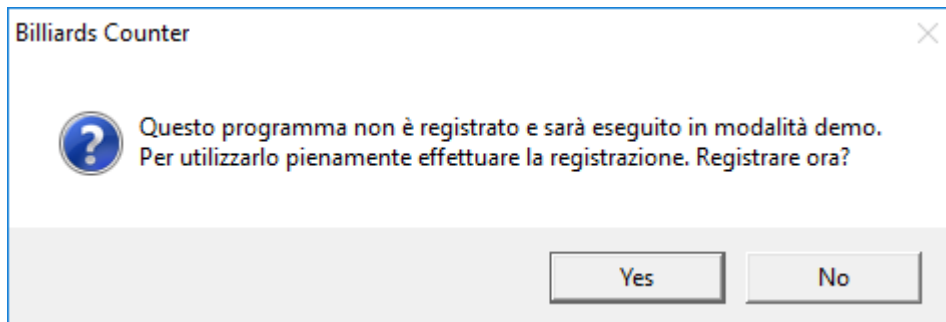 Billiards Counter
Questo programma non è registrato e sarà eseguito in modalità demo.
Per utilizzarlo pienamente effettuare la registrazione. Registrare ora?
Yes
No